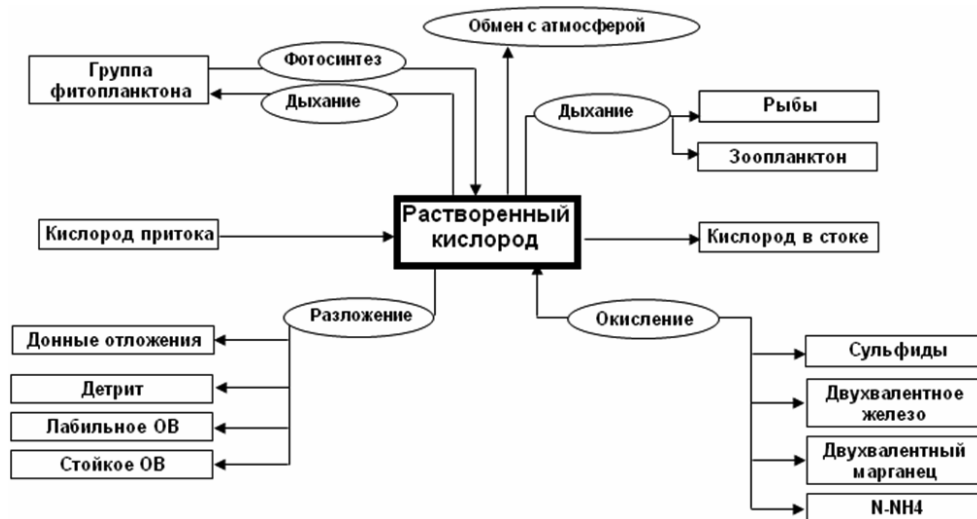 Обмен с атмосферой
Группа
фитопланктона
Фотосинтез
Дыхание
Дыхание
Рыбы
Зоопланктон
Растворенный
кислород
Кислород притока
Кислород в стоке
Разложение
Окисление
Донные отложения
Детрит
Лабильное ОВ
Стойкое ОВ
Сульфиды
Двухвалентное
железо
Двухвалентный
марганец
N-NH4